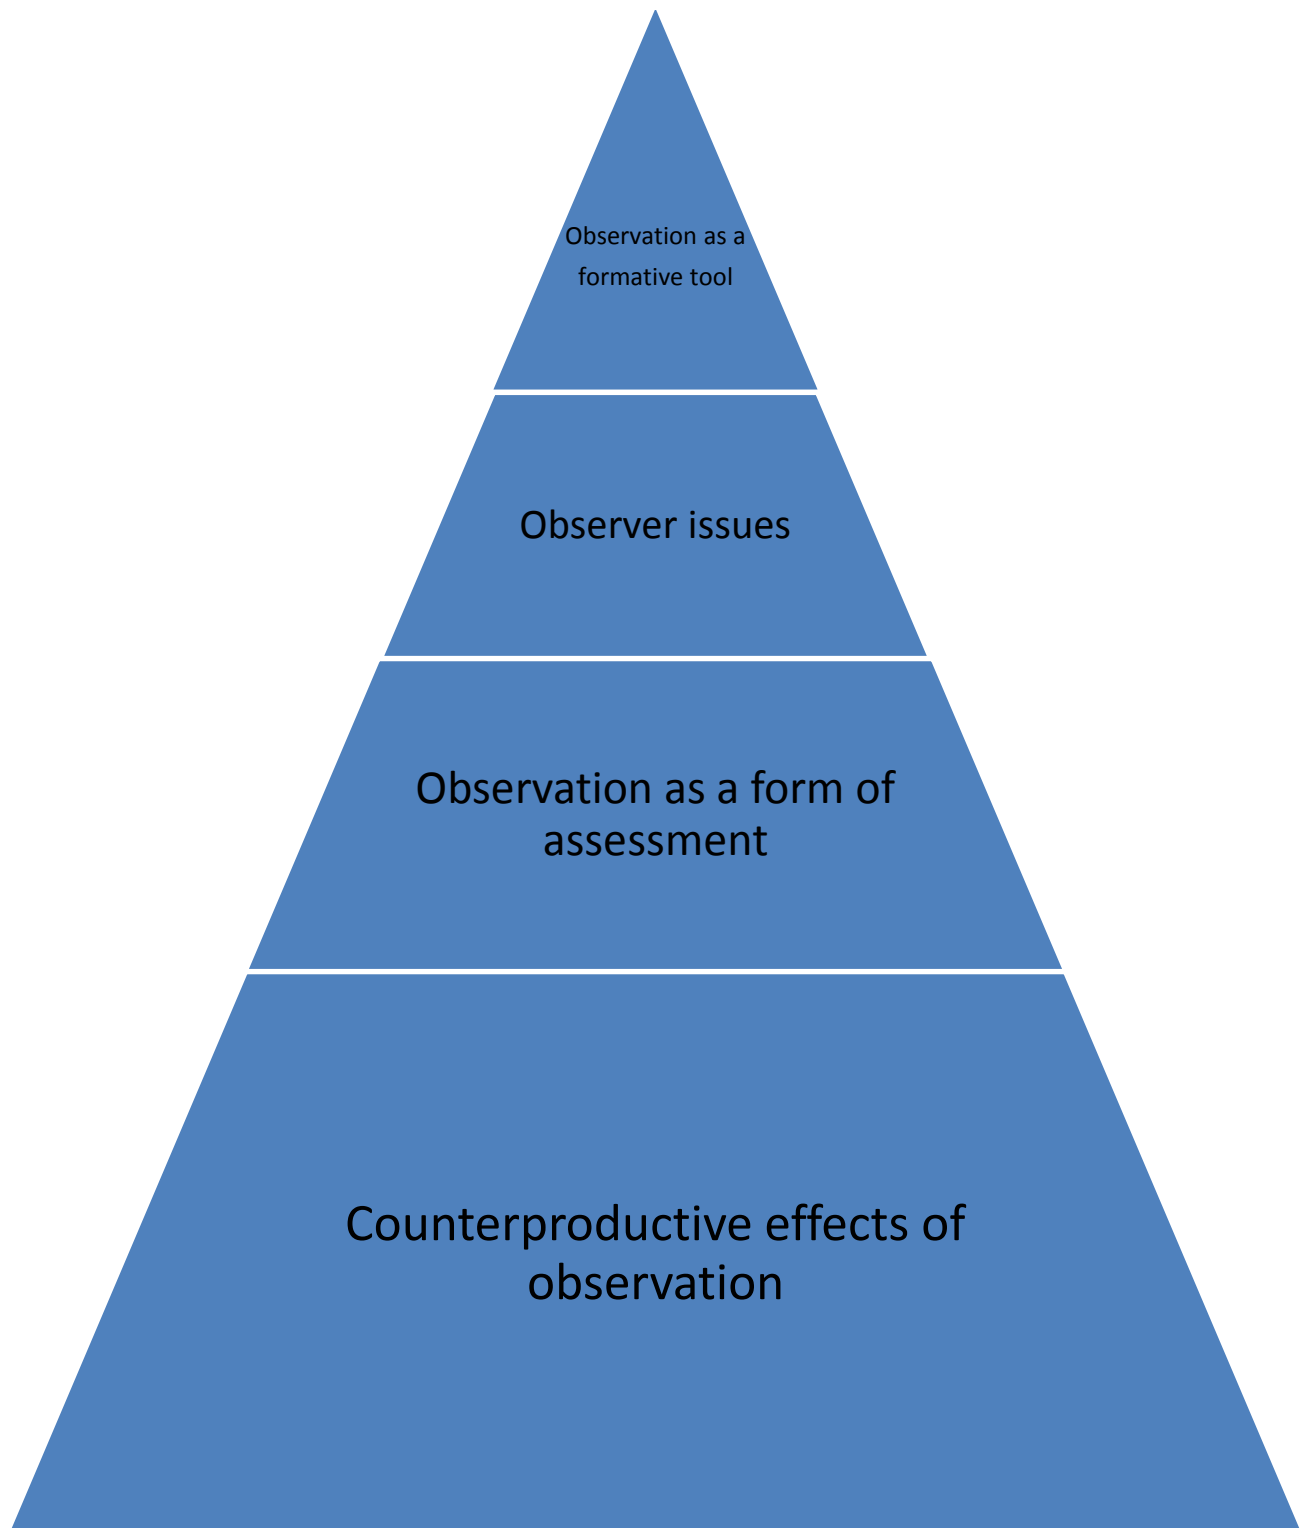 Observation as a
formative tool
Observer issues
Observation as a form of
assessment
Counterproductive effects of
observation